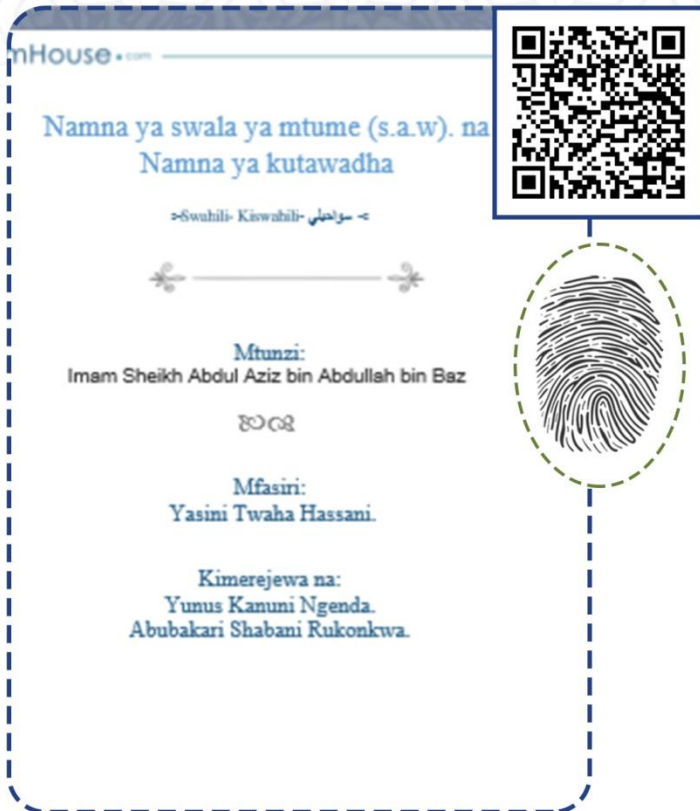 mHouse.com
Namna ya swala ya mtume (s.a.w). na
Namna ya kutawadha
Swahili- Kiswahili- سواحيلي
Mtunzi:
Imam Sheikh Abdul Aziz bin Abdullah bin Baz
Mfasiri:
Yasini Twaha Hassani.
Kimerejewa na:
Yunus Kanuni Ngenda.
Abubakari Shabani Rukonkwa.